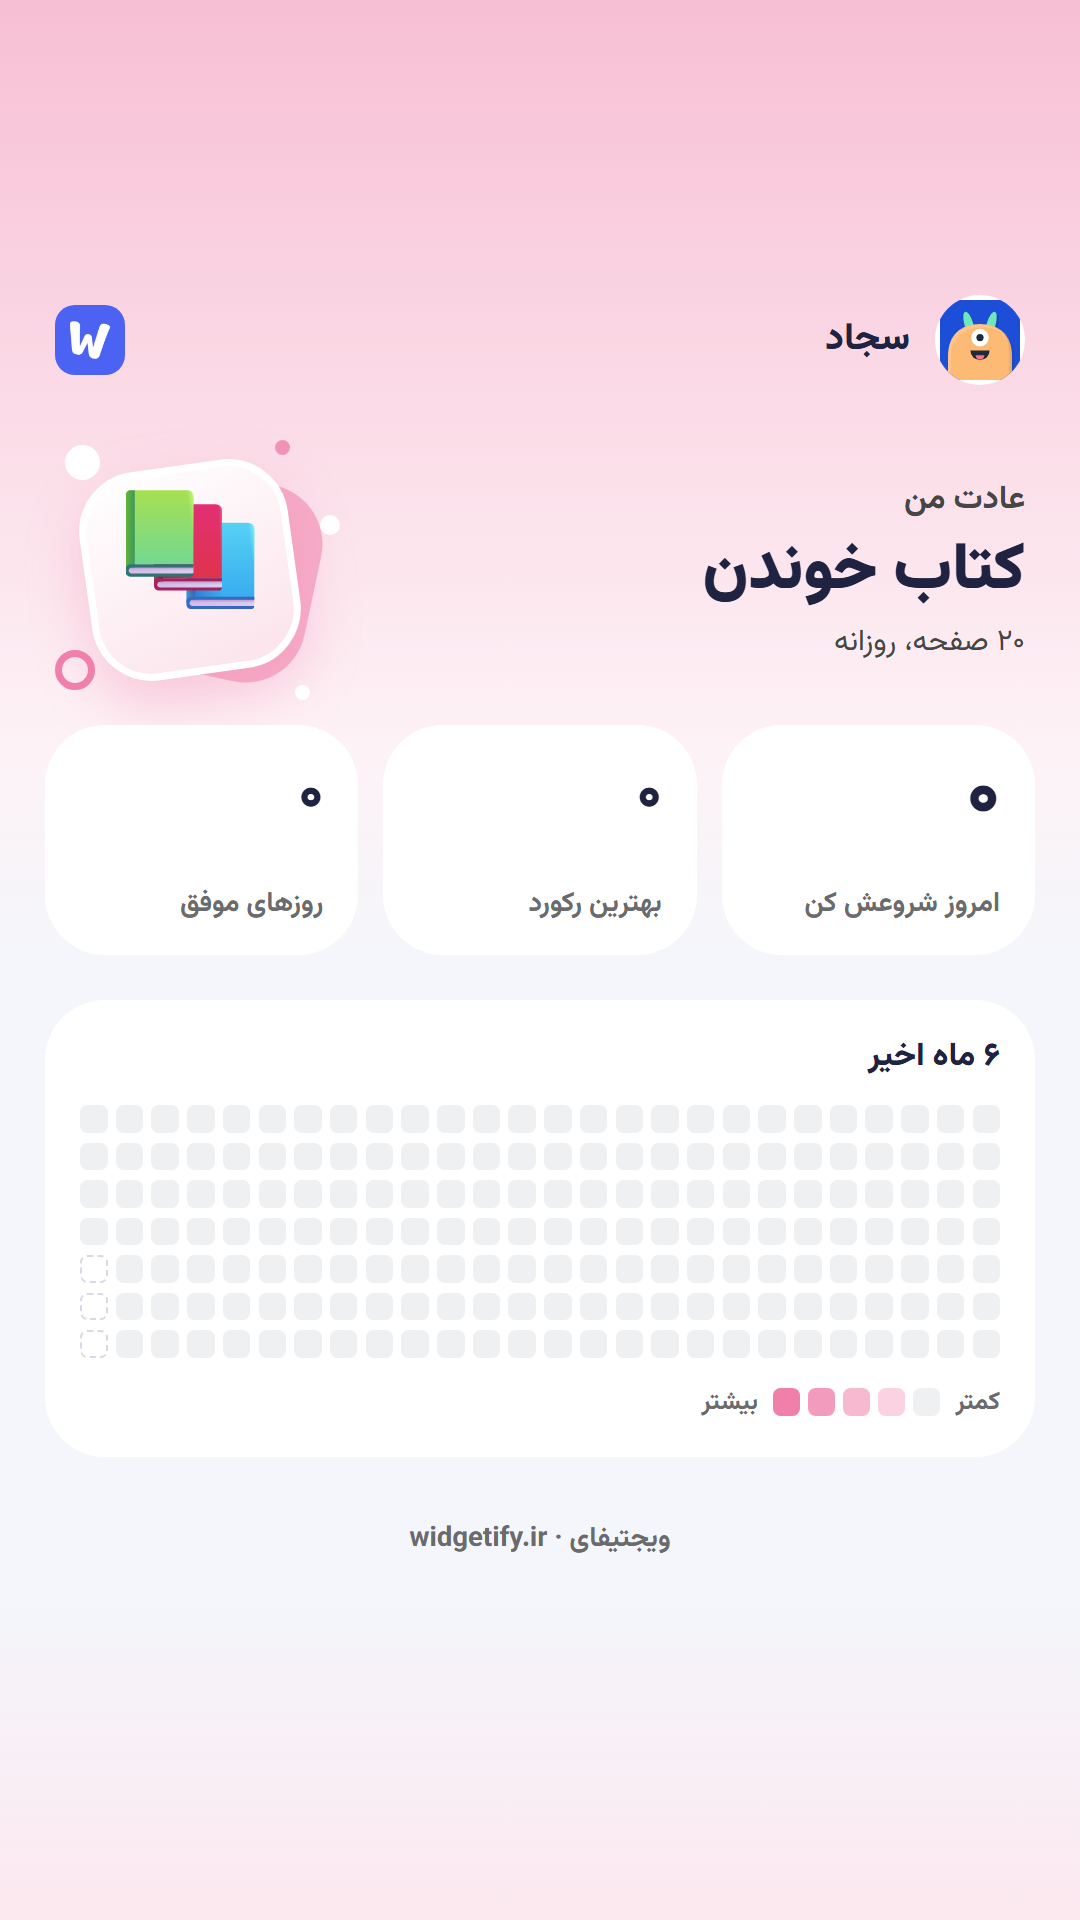 سجاد
W
عادت من
کتاب خوندن
۲۰ صفحه، روزانه
۰
امروز شروعش کن
۰
بهترین رکورد
۰
روزهای موفق
۶ ماه اخیر
کمتر
بیشتر
ویجتیفای · widgetify.ir